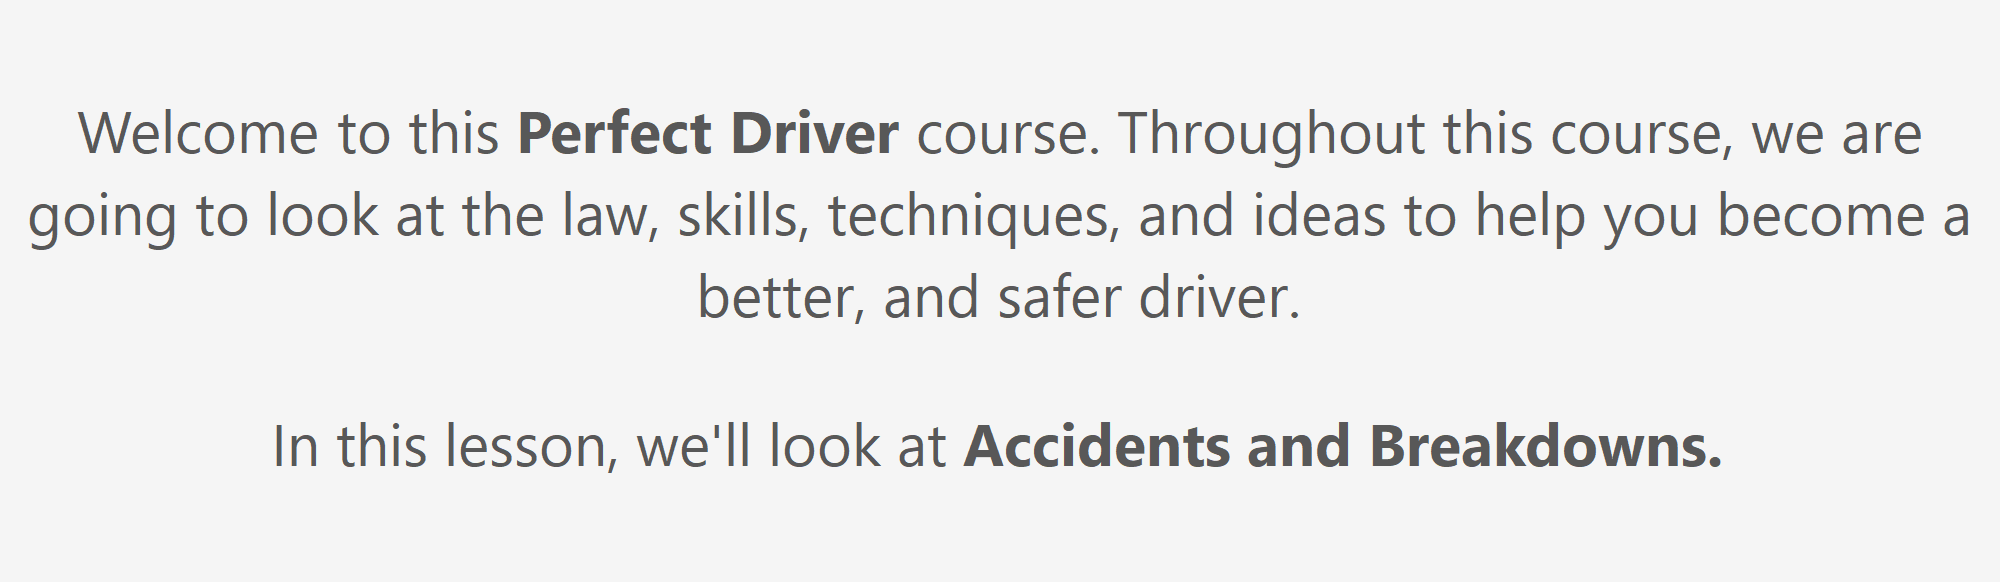 Welcome to this Perfect Driver course. Throughout this course, we are
going to look at the law, skills, techniques, and ideas to help you become a
better, and safer driver.
In this lesson, we'll look at Accidents and Breakdowns.